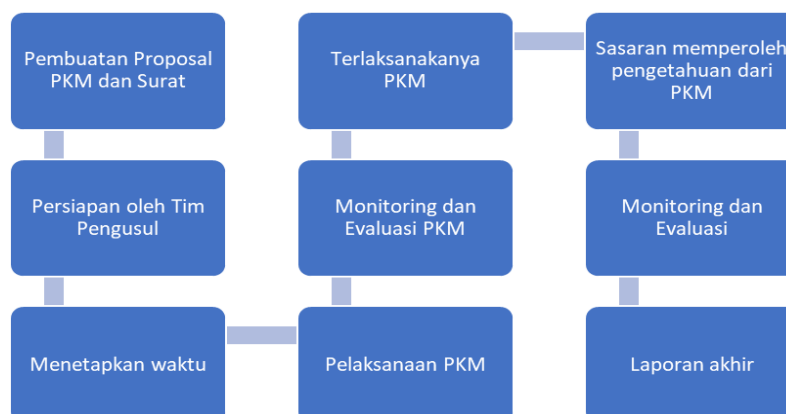 Pembuatan Proposal
PKM dan Surat
Persiapan oleh Tim
Pengusul
Menetapkan waktu
Pelaksanaan PKM
Monitoring dan
Evaluasi PKM
Terlaksanakanya
PKM
Sasaran memperoleh
pengetahuan dari
PKM
Monitoring dan
Evaluasi
Laporan akhir